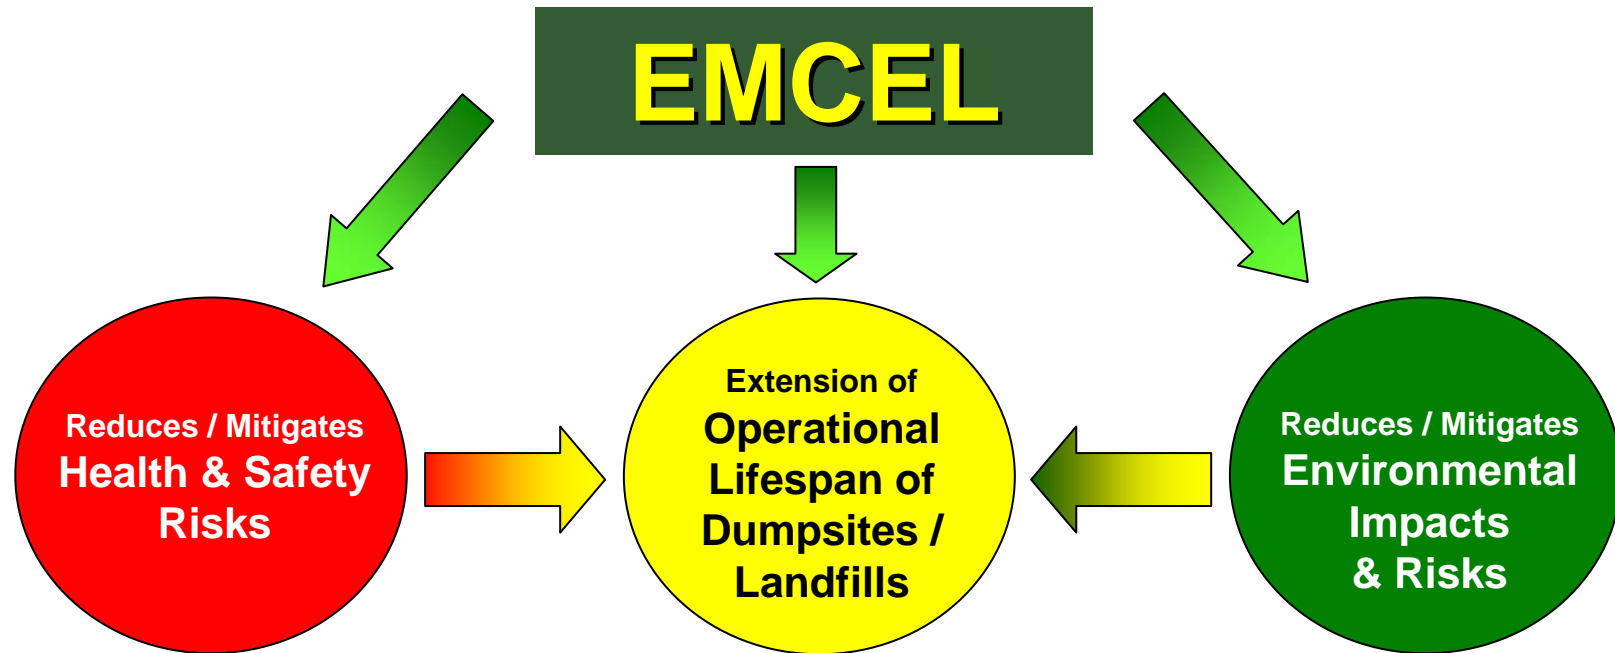 EMCEL
Reduces / Mitigates
Health & Safety
Risks
Extension of
Operational
Lifespan of
Dumpsites /
Landfills
Reduces / Mitigates
Environmental
Impacts
& Risks